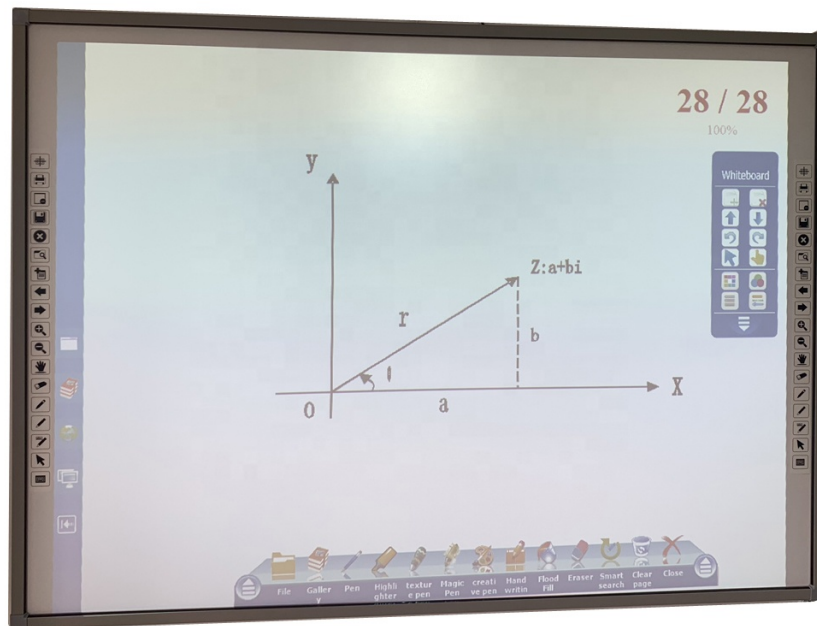 28 / 28
100%
Whiteboard
y
Z:a+bi
r
b
O
a
X
File
Galler
y
Pen
Highli
ghter
textur
e pen
Magic
Pen
creati
ve pen
Hand
writin
Flood
Fill
Eraser
Smart
search
Clear
page
Close